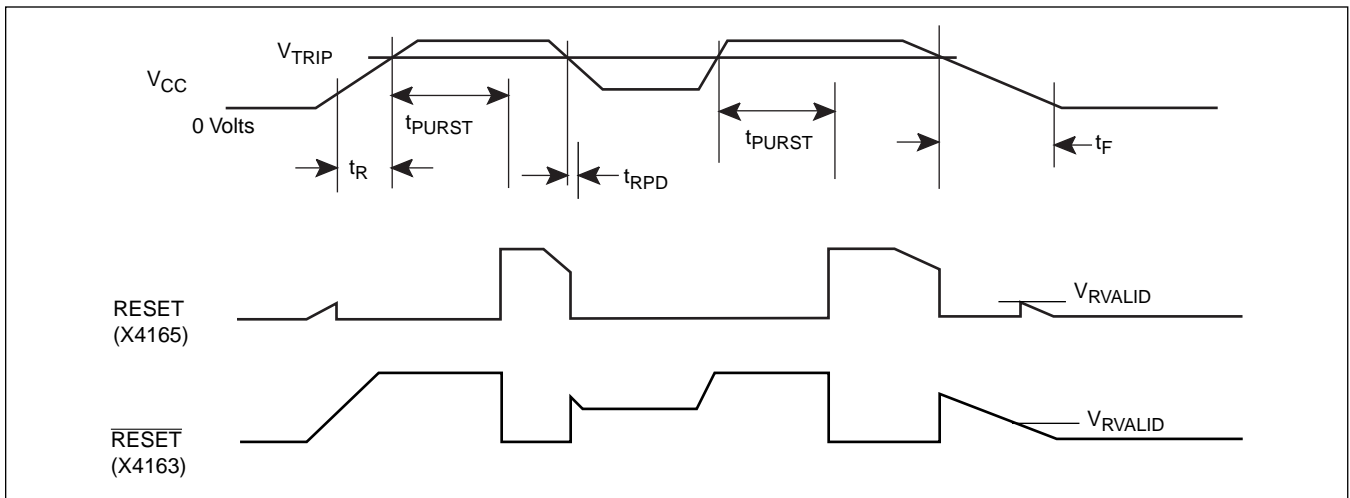 VTRIP
VCC
0 Volts
tPURST
tPURST
tR
tRPD
tF
RESET
(X4165)
VRVALID
RESET
(X4163)
VRVALID